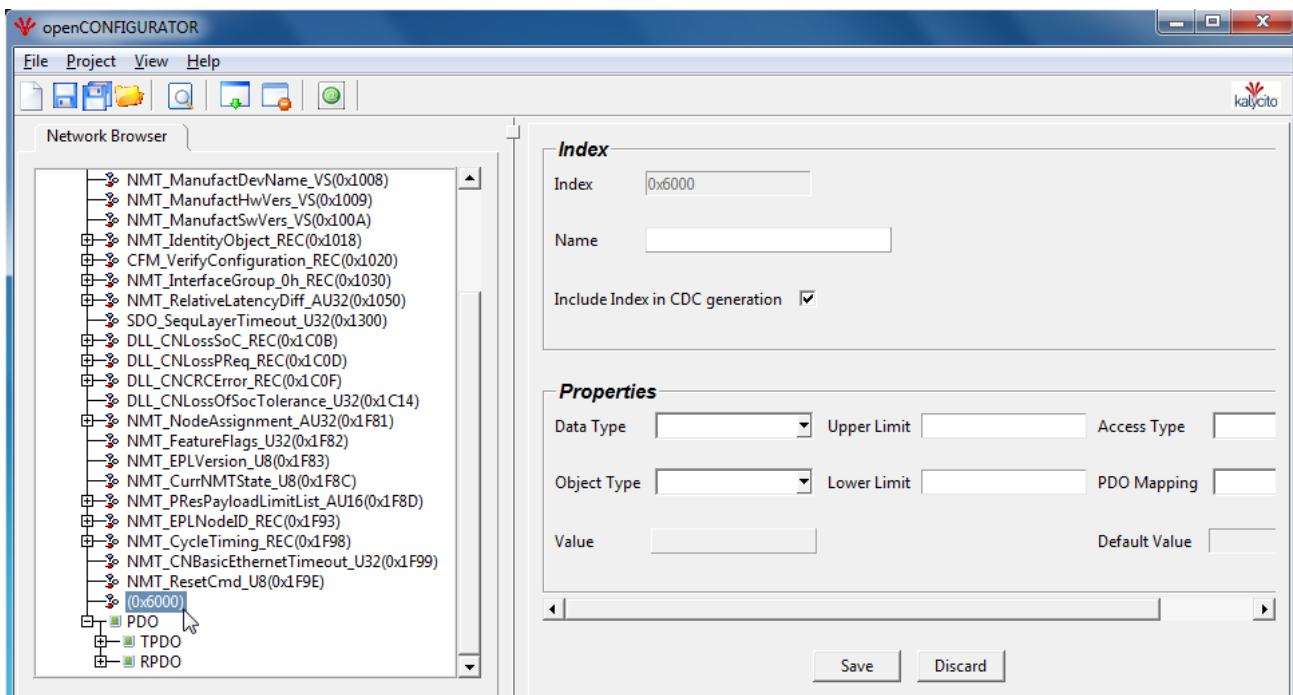 openCONFIGURATOR
File Project View Help
kalycito
Network Browser
NMT_ManufactDevName_VS(0x1008)
NMT_ManufactHwVers_VS(0x1009)
NMT_ManufactSwVers_VS(0x100A)
NMT_IdentityObject_REC(0x1018)
CFM_VerifyConfiguration_REC(0x1020)
NMT_InterfaceGroup_0h_REC(0x1030)
NMT_RelativeLatencyDiff_AU32(0x1050)
SDO_SequLayerTimeout_U32(0x1300)
DLL_CNLossSoC_REC(0x1C0B)
DLL_CNLossPReq_REC(0x1C0D)
DLL_CNCRCError_REC(0x1C0F)
DLL_CNLossOfSocTolerance_U32(0x1C14)
NMT_NodeAssignment_AU32(0x1F81)
NMT_FeatureFlags_U32(0x1F82)
NMT_EPLVersion_U8(0x1F83)
NMT_CurrNMTState_U8(0x1F8C)
NMT_PResPayloadLimitList_AU16(0x1F8D)
NMT_EPLNodeID_REC(0x1F93)
NMT_CycleTiming_REC(0x1F98)
NMT_CNBasicEthernetTimeout_U32(0x1F99)
NMT_ResetCmd_U8(0x1F9E)
(0x6000)
PDO
TPDO
RPDO
Index
Index 0x6000
Name
Include Index in CDC generation
Properties
Data Type Upper Limit Access Type
Object Type Lower Limit PDO Mapping
Value Default Value
Save Discard